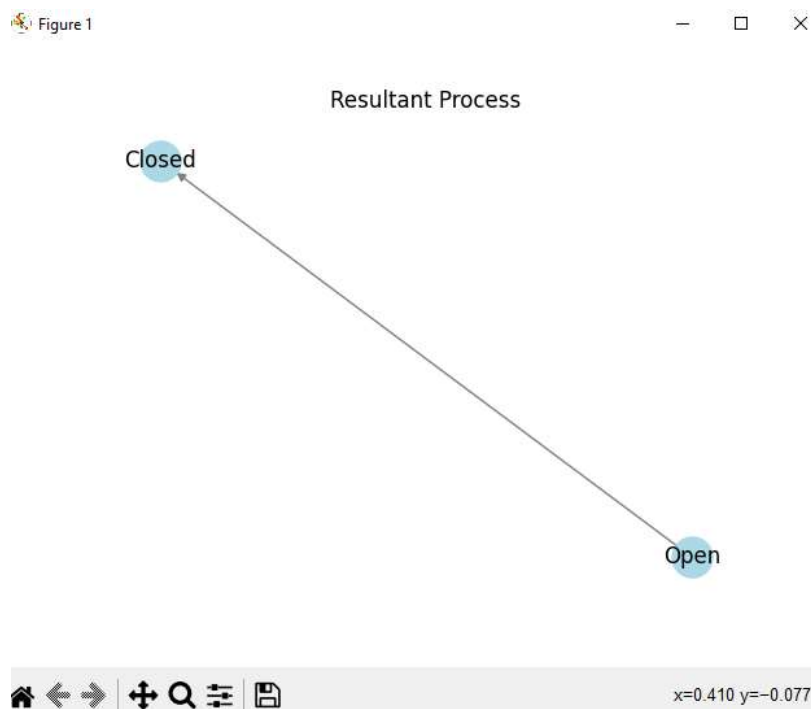 Figure 1
Resultant Process
Closed
Open
x=0.410 y=−0.077